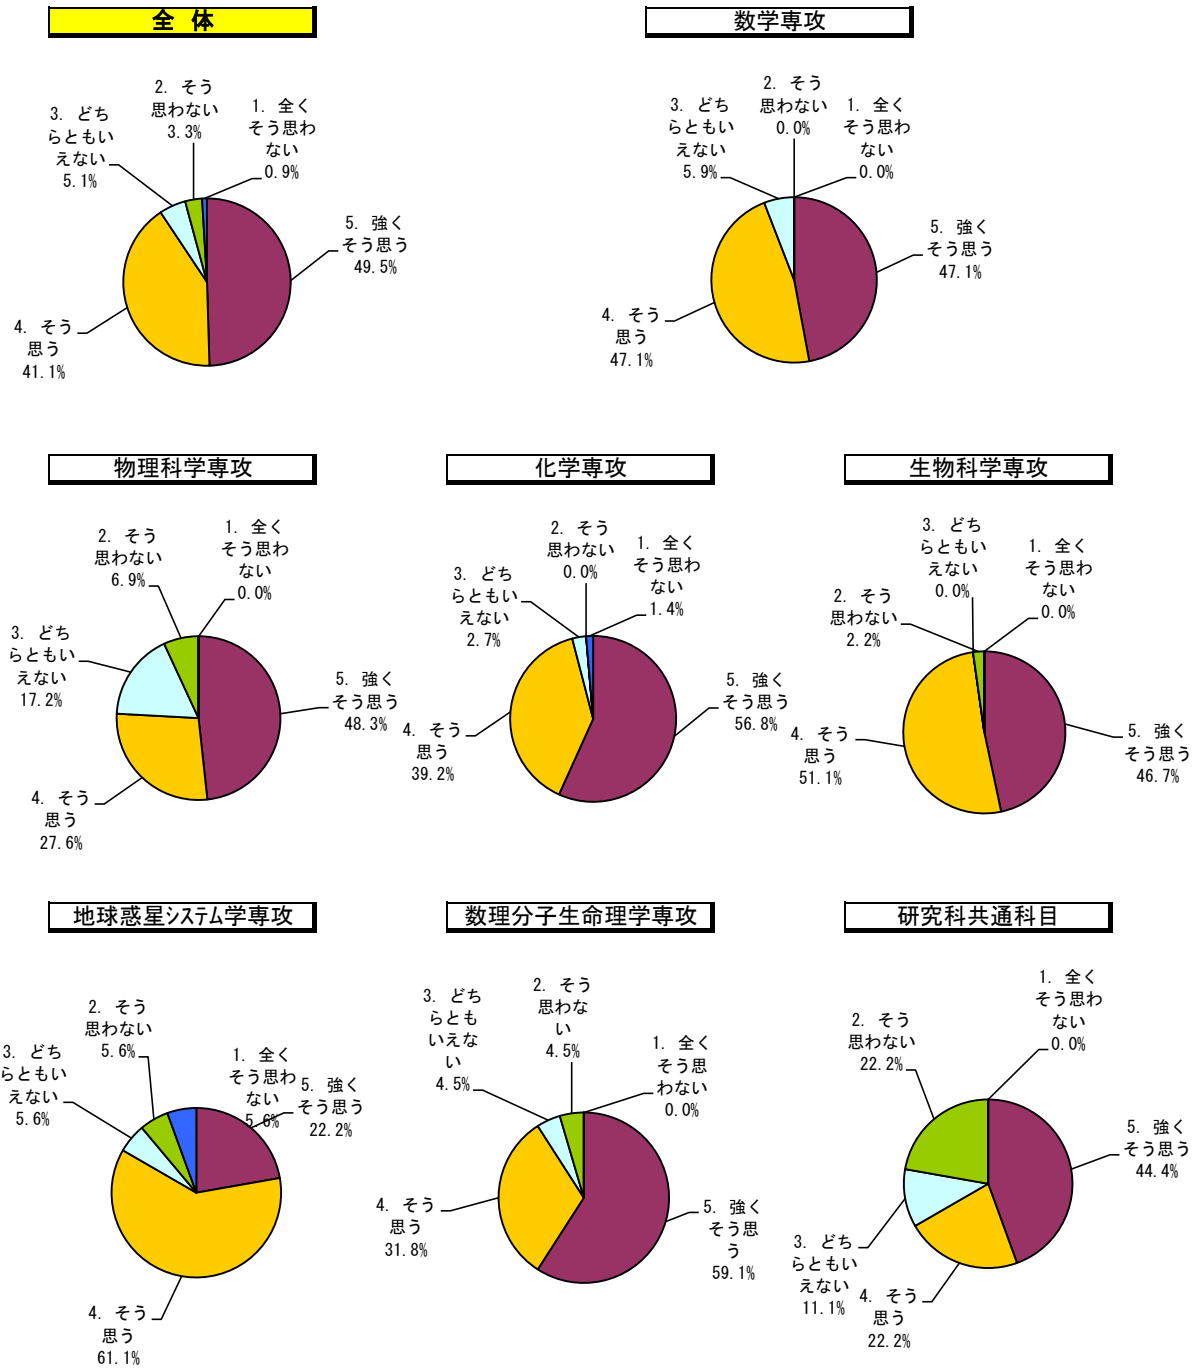 全 体
2. そう
思わない
3.3%
3. どち
らともい
えない
5.1%
1. 全く
そう思わ
ない
0.9%
5. 強く
そう思う
49.5%
4. そう
思う
41.1%
数学専攻
2. そう
思わない
0.0%
3. どち
らともい
えない
5.9%
1. 全く
そう思わ
ない
0.0%
5. 強く
そう思う
47.1%
4. そう
思う
47.1%
物理科学専攻
2. そう
思わない
6.9%
1. 全く
そう思わ
ない
0.0%
3. どち
らともい
えない
17.2%
5. 強く
そう思う
48.3%
4. そう
思う
27.6%
化学専攻
2. そう
思わない
0.0%
1. 全く
そう思わ
ない
1.4%
3. どち
らともい
えない
2.7%
5. 強く
そう思う
56.8%
4. そう
思う
39.2%
生物科学専攻
3. どち
らともい
えない
0.0%
1. 全く
そう思わ
ない
0.0%
2. そう
思わない
2.2%
5. 強く
そう思う
46.7%
4. そう
思う
51.1%
地球惑星システム学専攻
2. そう
思わない
5.6%
3. どち
らともい
えない
5.6%
1. 全く
そう思わ
ない
5.6%
5. 強く
そう思う
22.2%
4. そう
思う
61.1%
数理分子生命理学専攻
2. そう
思わな
い
4.5%
3. どち
らとも
いえな
い
4.5%
1. 全く
そう思
わない
0.0%
4. そう
思う
31.8%
5. 強く
そう思
う
59.1%
研究科共通科目
1. 全く
そう思わ
ない
0.0%
2. そう
思わない
22.2%
5. 強く
そう思う
44.4%
3. どち
らともい
えない
11.1%
4. そう
思う
22.2%